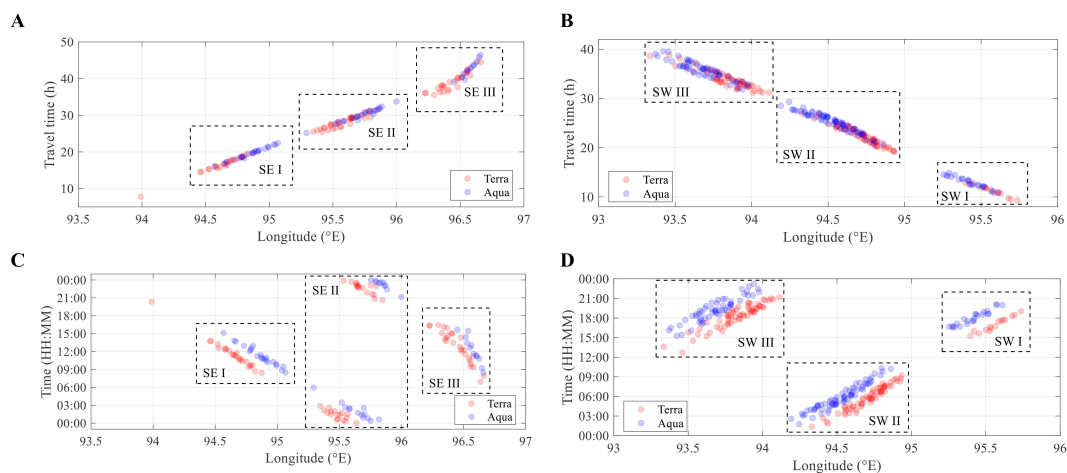 A
50
40
30
20
10
Travel time (h)
SE I
SE II
SE III
Terra
Aqua
93.5 94 94.5 95 95.5 96 96.5 97
Longitude (°E)
B
40
30
20
10
Travel time (h)
SW III
SW II
SW I
Terra
Aqua
93 93.5 94 94.5 95 95.5 96
Longitude (°E)
C
00:00
21:00
18:00
15:00
12:00
09:00
06:00
03:00
00:00
Time (HH:MM)
SE II
SE I
SE III
Terra
Aqua
93.5 94 94.5 95 95.5 96 96.5 97
Longitude (°E)
D
00:00
21:00
18:00
15:00
12:00
09:00
06:00
03:00
00:00
Time (HH:MM)
SW III
SW I
SW II
Terra
Aqua
93 93.5 94 94.5 95 95.5 96
Longitude (°E)